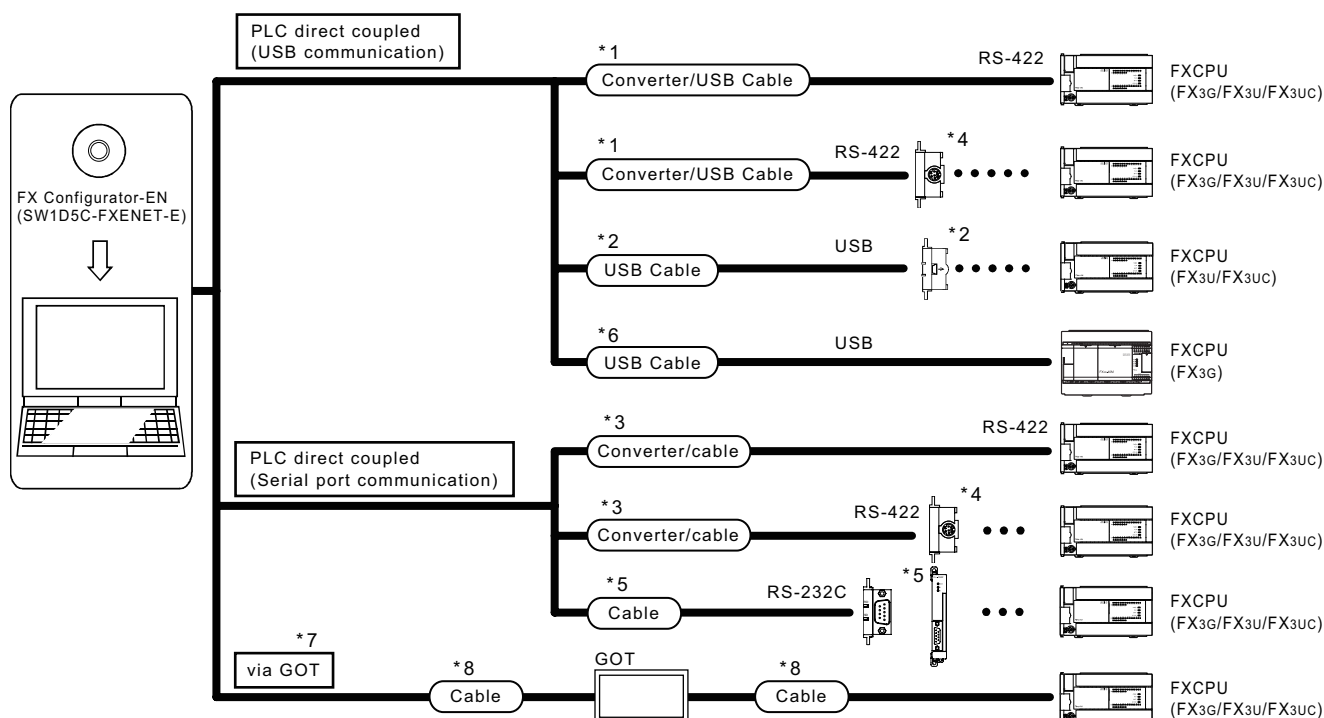 PLC direct coupled
(USB communication)
*1
Converter/USB Cable
RS-422
FXCPU
(FX3G/FX3U/FX3UC)
*1
Converter/USB Cable
RS-422
*4
FXCPU
(FX3G/FX3U/FX3UC)
FX Configurator-EN
(SW1D5C-FXENET-E)
*2
USB Cable
USB
*2
FXCPU
(FX3U/FX3UC)
*6
USB Cable
USB
FXCPU
(FX3G)
PLC direct coupled
(Serial port communication)
*3
Converter/cable
RS-422
FXCPU
(FX3G/FX3U/FX3UC)
*3
Converter/cable
RS-422
*4
FXCPU
(FX3G/FX3U/FX3UC)
*5
Cable
RS-232C
*5
FXCPU
(FX3G/FX3U/FX3UC)
*7
via GOT
*8
Cable
GOT
*8
Cable
FXCPU
(FX3G/FX3U/FX3UC)